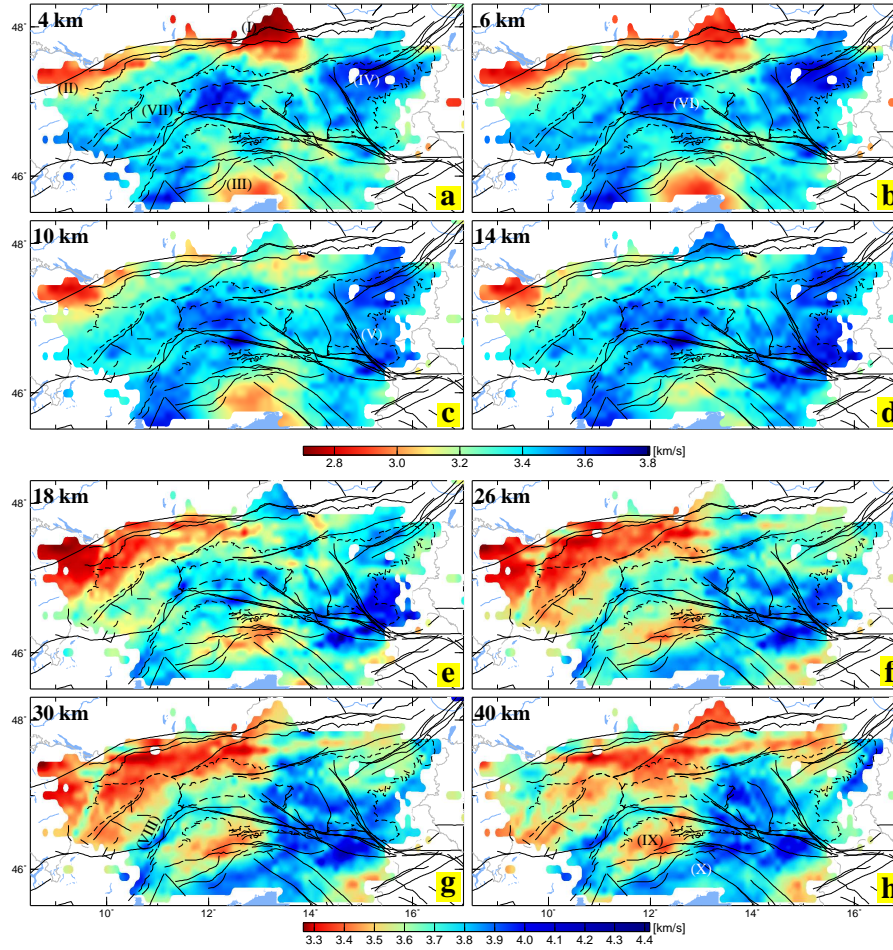 4 km
(I)
(II)
(VII)
(IV)
(III)
a
48˚
46˚
6 km
(VI)
b
10 km
(V)
c
48˚
46˚
14 km
d
[km/s]
2.8 3.0 3.2 3.4 3.6 3.8
18 km
e
48˚
46˚
26 km
f
30 km
(VIII)
g
48˚
46˚
10˚ 12˚ 14˚ 16˚
40 km
(IX)
(X)
h
10˚ 12˚ 14˚ 16˚
[km/s]
3.3 3.4 3.5 3.6 3.7 3.8 3.9 4.0 4.1 4.2 4.3 4.4